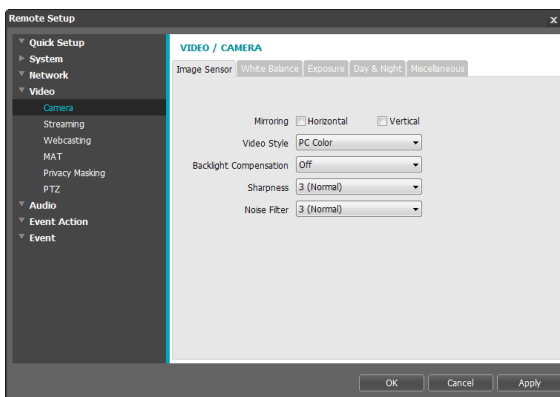 Remote Setup
x
Quick Setup
System
Network
Video
Camera
Streaming
Webcasting
MAT
Privacy Masking
PTZ
Audio
Event Action
Event
VIDEO / CAMERA
Image Sensor White Balance Exposure Day & Night Miscellaneous
Mirroring Horizontal Vertical
Video Style PC Color
Backlight Compensation Off
Sharpness 3 (Normal)
Noise Filter 3 (Normal)
OK Cancel Apply